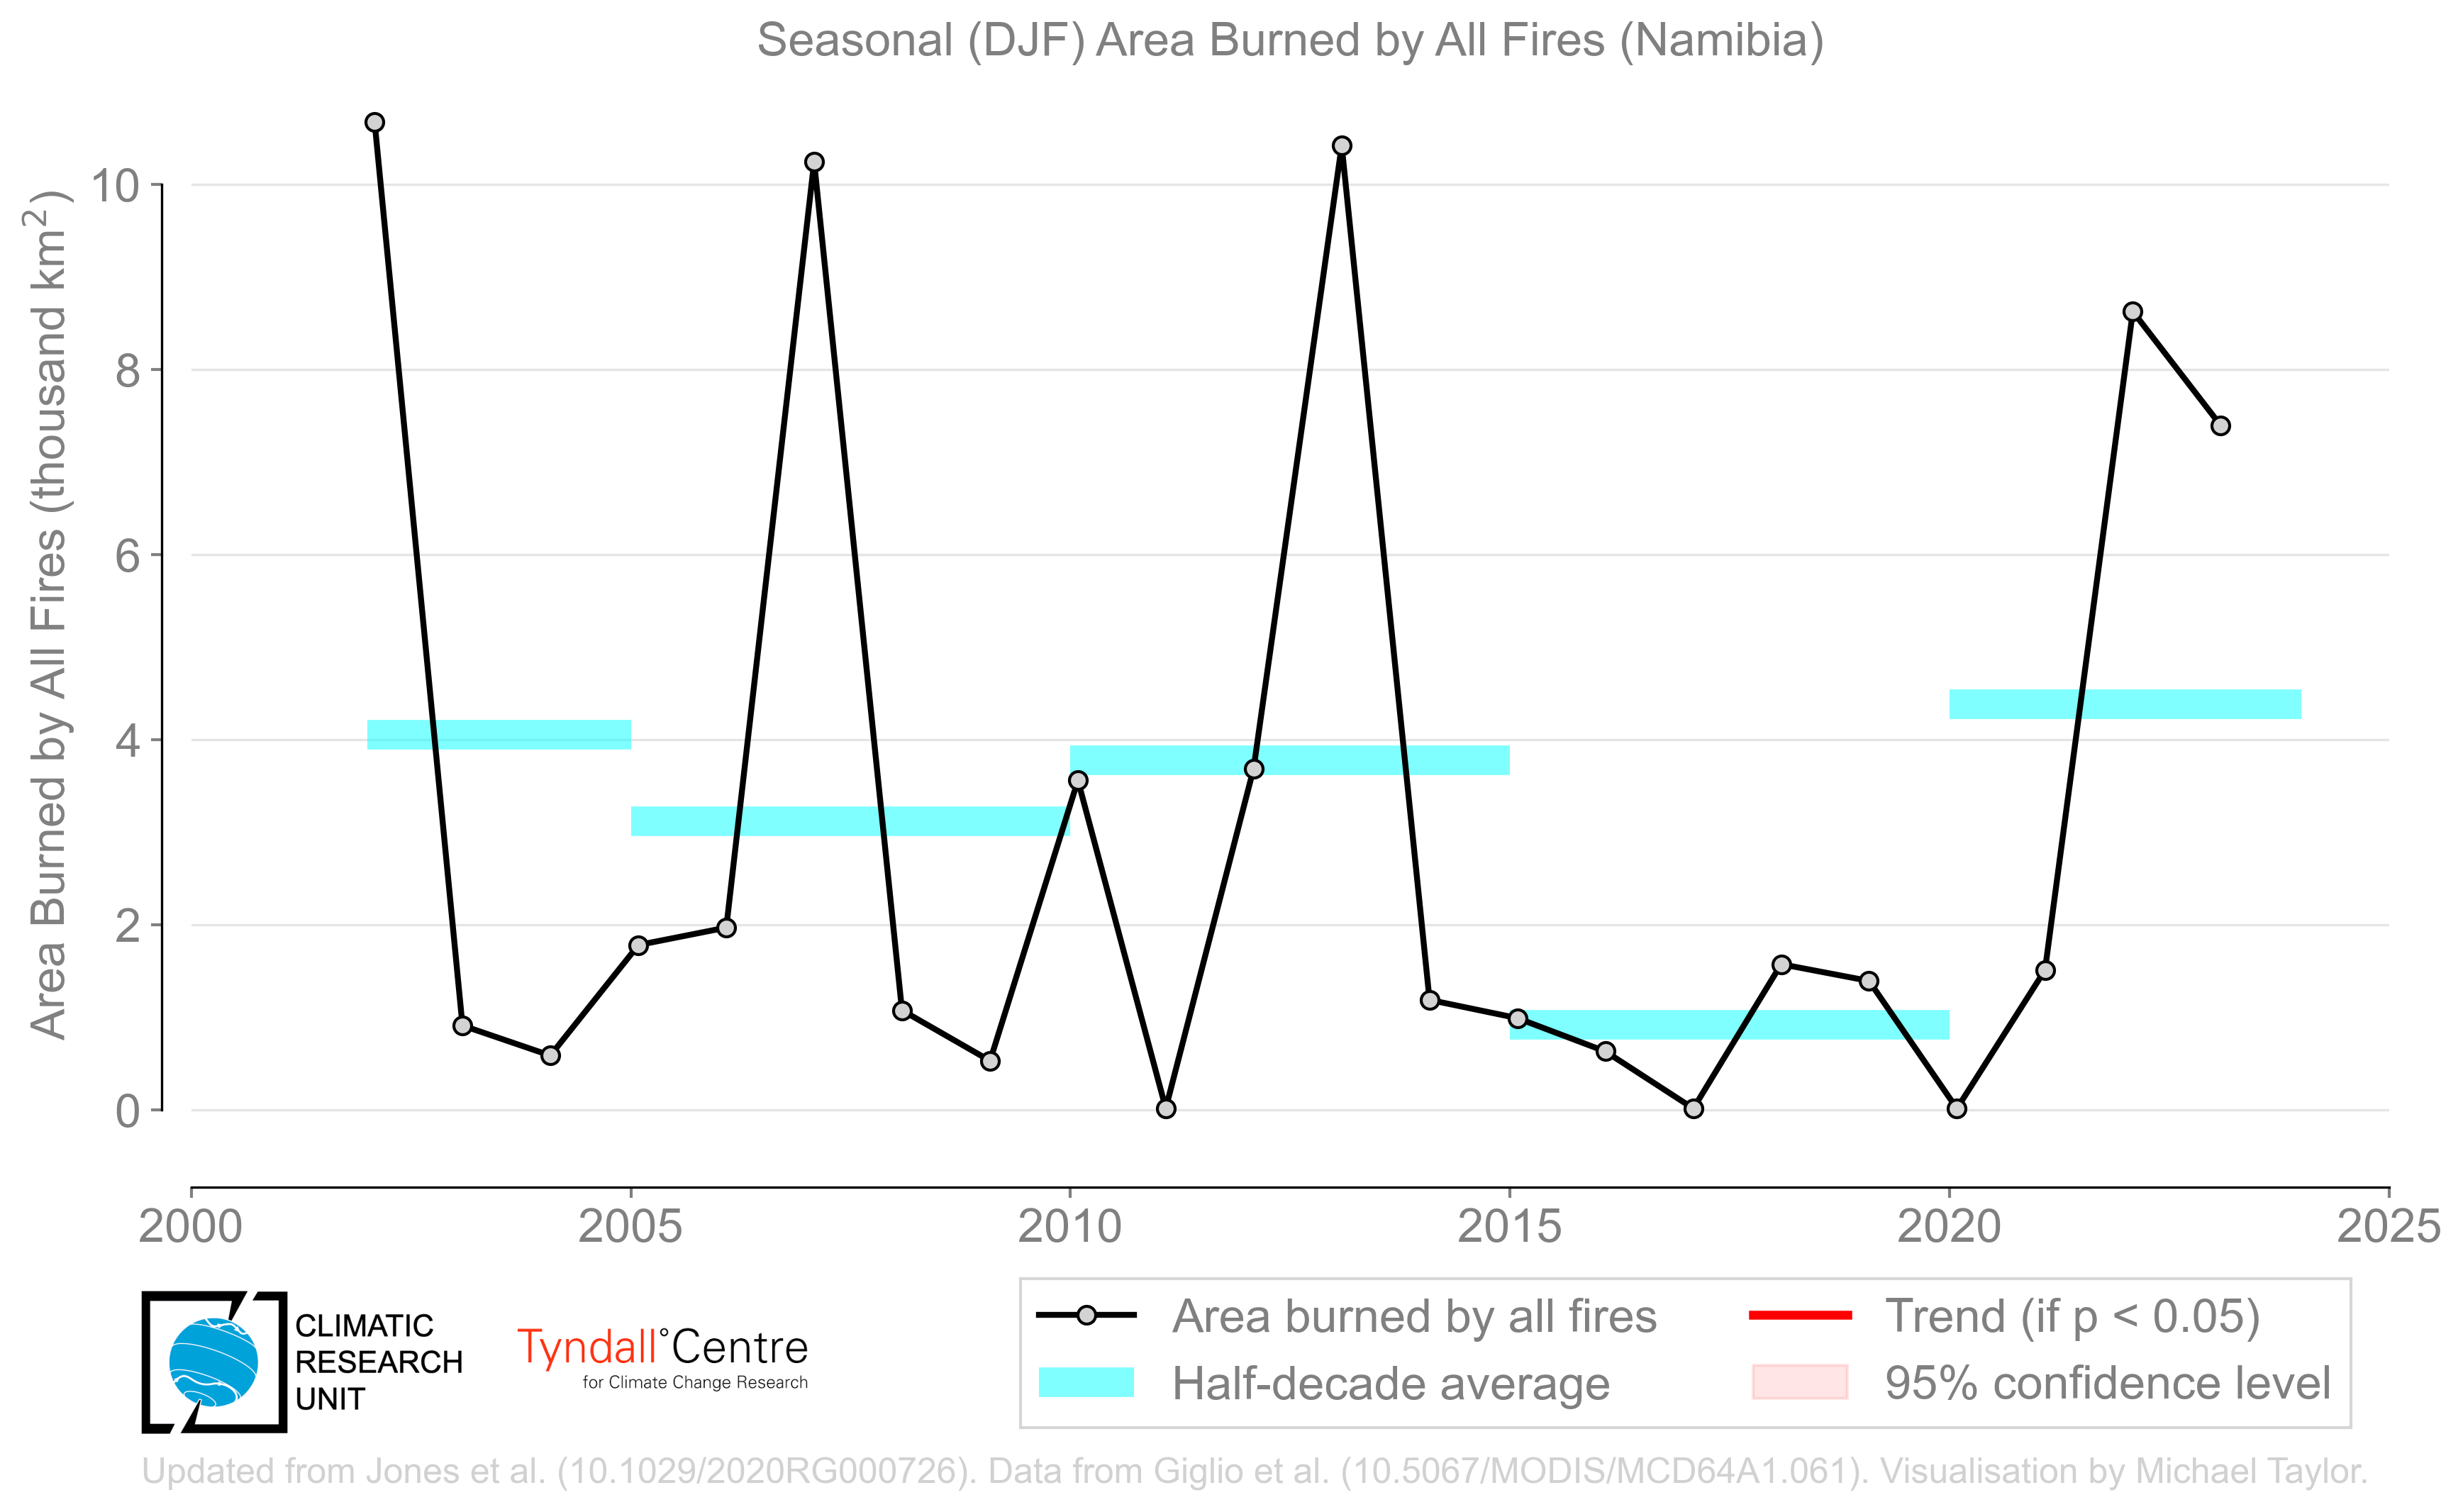 Seasonal (DJF) Area Burned by All Fires (Namibia)
Area Burned by All Fires (thousand km²)
10
8
6
4
2
0
2000 2005 2010 2015 2020 2025
CLIMATIC
RESEARCH
UNIT
Tyndall°Centre
for Climate Change Research
Area burned by all fires
Half-decade average
Trend (if p < 0.05)
95% confidence level
Updated from Jones et al. (10.1029/2020RG000726). Data from Giglio et al. (10.5067/MODIS/MCD64A1.061). Visualisation by Michael Taylor.